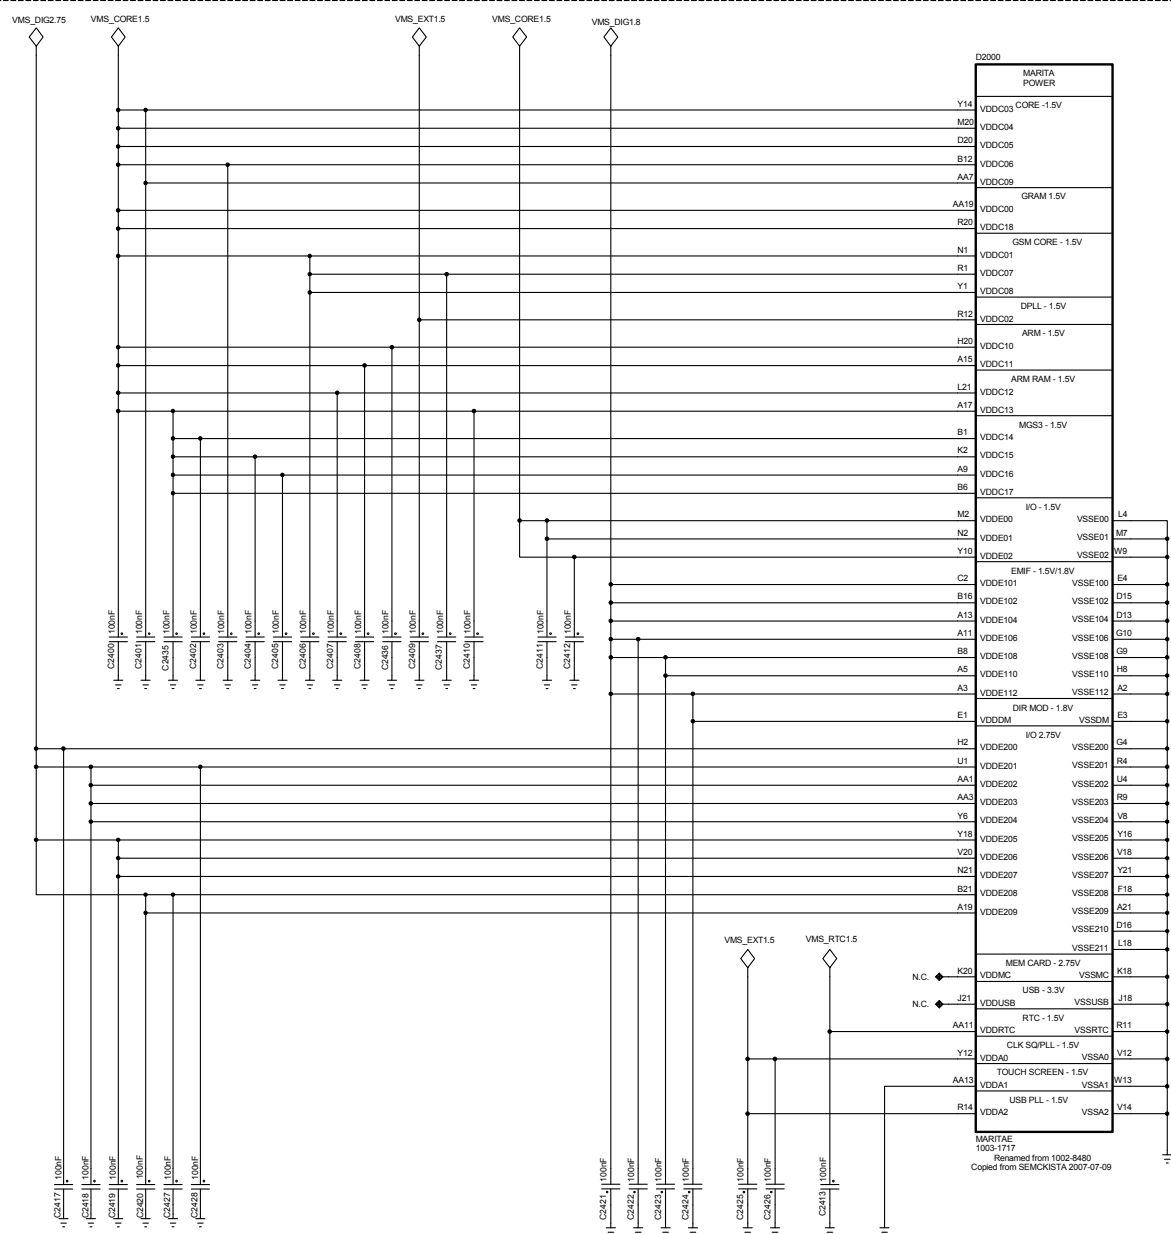 VMS_DIG2.75 VMS_CORE1.5 VMS_EXT1.5 VMS_CORE1.5 VMS_DIG1.8
D2000
MARITA
POWER
CORE -1.5V
Y14 VDDC03
M20 VDDC04
D20 VDDC05
B12 VDDC06
AA7 VDDC09
GRAM 1.5V
AA19 VDDC00
R20 VDDC18
GSM CORE - 1.5V
N1 VDDC01
R1 VDDC07
Y1 VDDC08
DPLL - 1.5V
R12 VDDC02
ARM - 1.5V
H20 VDDC10
A15 VDDC11
ARM RAM - 1.5V
L21 VDDC12
A17 VDDC13
MGS3 - 1.5V
B1 VDDC14
K2 VDDC15
A9 VDDC16
B6 VDDC17
I/O - 1.5V
M2 VDDE00 VSSE00 L4
N2 VDDE01 VSSE01 M7
Y10 VDDE02 VSSE02 W9
EMIF - 1.5V/1.8V
C2 VDDE101 VSSE100 E4
B16 VDDE102 VSSE102 D15
A13 VDDE104 VSSE104 D13
A11 VDDE106 VSSE106 G10
B8 VDDE108 VSSE108 G9
A5 VDDE110 VSSE110 H8
A3 VDDE112 VSSE112 A2
DIR MOD - 1.8V
E1 VDDDM VSSDM E3
I/O 2.75V
H2 VDDE200 VSSE200 G4
U1 VDDE201 VSSE201 R4
AA1 VDDE202 VSSE202 U4
AA3 VDDE203 VSSE203 R9
Y6 VDDE204 VSSE204 V8
Y18 VDDE205 VSSE205 Y16
V20 VDDE206 VSSE206 V18
N21 VDDE207 VSSE207 Y21
B21 VDDE208 VSSE208 F18
A19 VDDE209 VSSE209 A21
VSSE210 D16
VSSE211 L18
MEM CARD - 2.75V
N.C. K20 VDDMC VSSMC K18
USB - 3.3V
N.C. J21 VDDUSB VSSUSB J18
RTC - 1.5V
AA11 VDDRTC VSSRTC R11
CLK SQ/PLL - 1.5V
Y12 VDDA0 VSSA0 V12
TOUCH SCREEN - 1.5V
AA13 VDDA1 VSSA1 W13
USB PLL - 1.5V
R14 VDDA2 VSSA2 V14
MARITAE
1003-1717
Renamed from 1002-8480
Copied from SEMCKISTA 2007-07-09
VMS_EXT1.5 VMS_RTC1.5
C2400 100nF
C2401 100nF
C2435 100nF
C2402 100nF
C2403 100nF
C2404 100nF
C2405 100nF
C2406 100nF
C2407 100nF
C2408 100nF
C2436 100nF
C2409 100nF
C2437 100nF
C2410 100nF
C2411 100nF
C2412 100nF
C2417 100nF
C2418 100nF
C2419 100nF
C2420 100nF
C2427 100nF
C2428 100nF
C2421 100nF
C2422 100nF
C2423 100nF
C2424 100nF
C2425 100nF
C2426 100nF
C2413 100nF